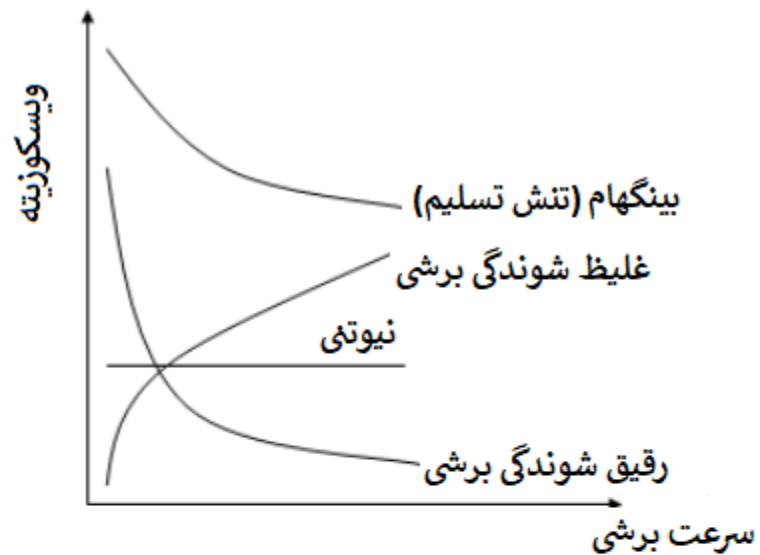 ویسکوزیته
بینگهام (تنش تسلیم)
غلیظ شوندگی برشی
نیوتنی
رقیق شوندگی برشی
سرعت برشی